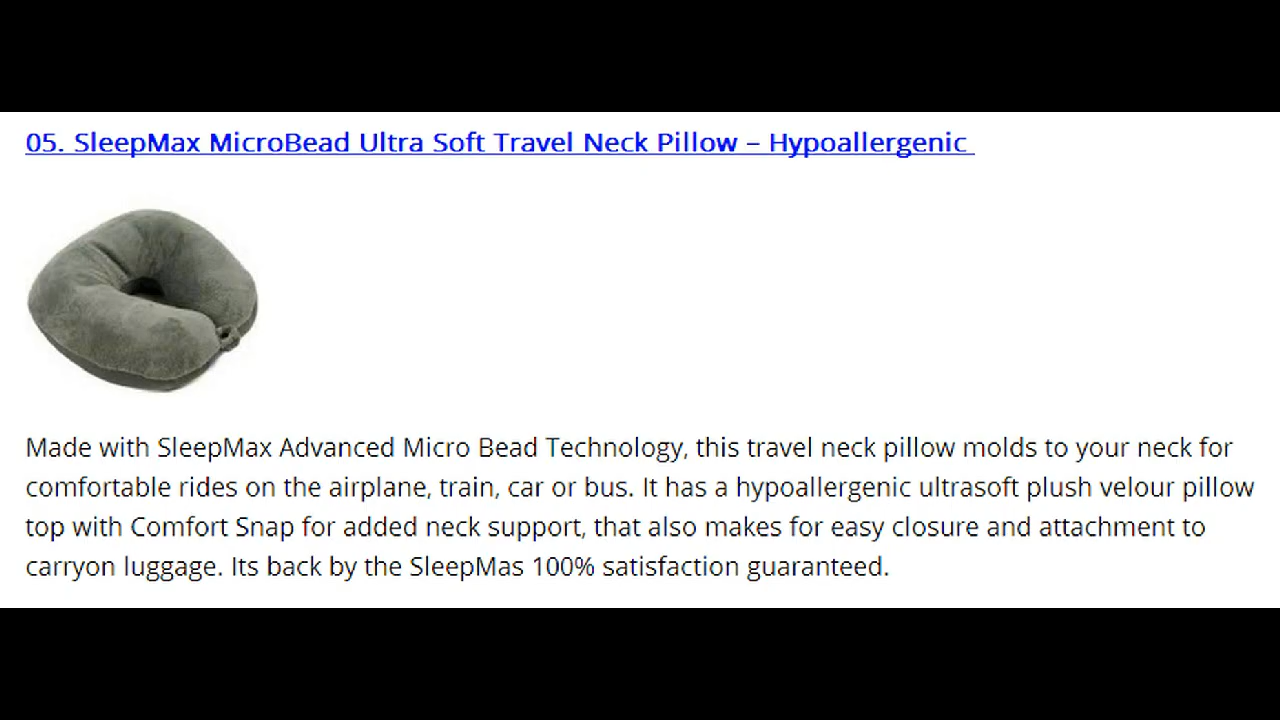 05. SleepMax MicroBead Ultra Soft Travel Neck Pillow – Hypoallergenic
Made with SleepMax Advanced Micro Bead Technology, this travel neck pillow molds to your neck for
comfortable rides on the airplane, train, car or bus. It has a hypoallergenic ultrasoft plush velour pillow
top with Comfort Snap for added neck support, that also makes for easy closure and attachment to
carryon luggage. Its back by the SleepMas 100% satisfaction guaranteed.